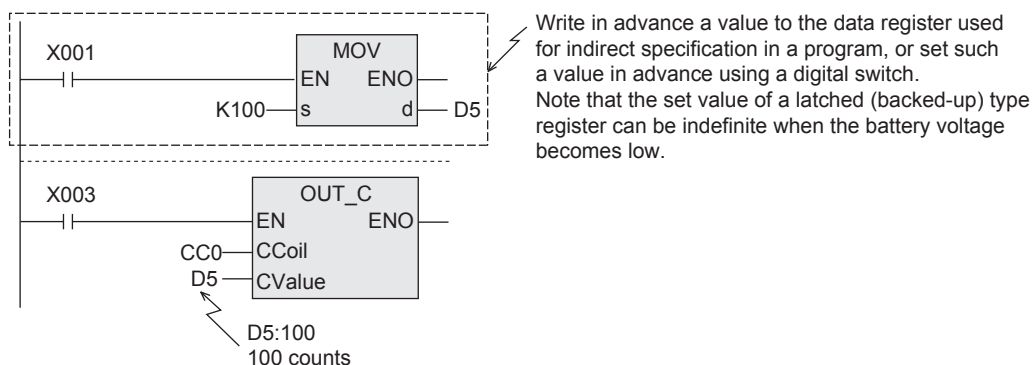 X001
MOV
EN ENO
K100 s d D5
Write in advance a value to the data register used
for indirect specification in a program, or set such
a value in advance using a digital switch.
Note that the set value of a latched (backed-up) type
register can be indefinite when the battery voltage
becomes low.
X003
OUT_C
EN ENO
CC0 CCoil
D5 CValue
D5:100
100 counts